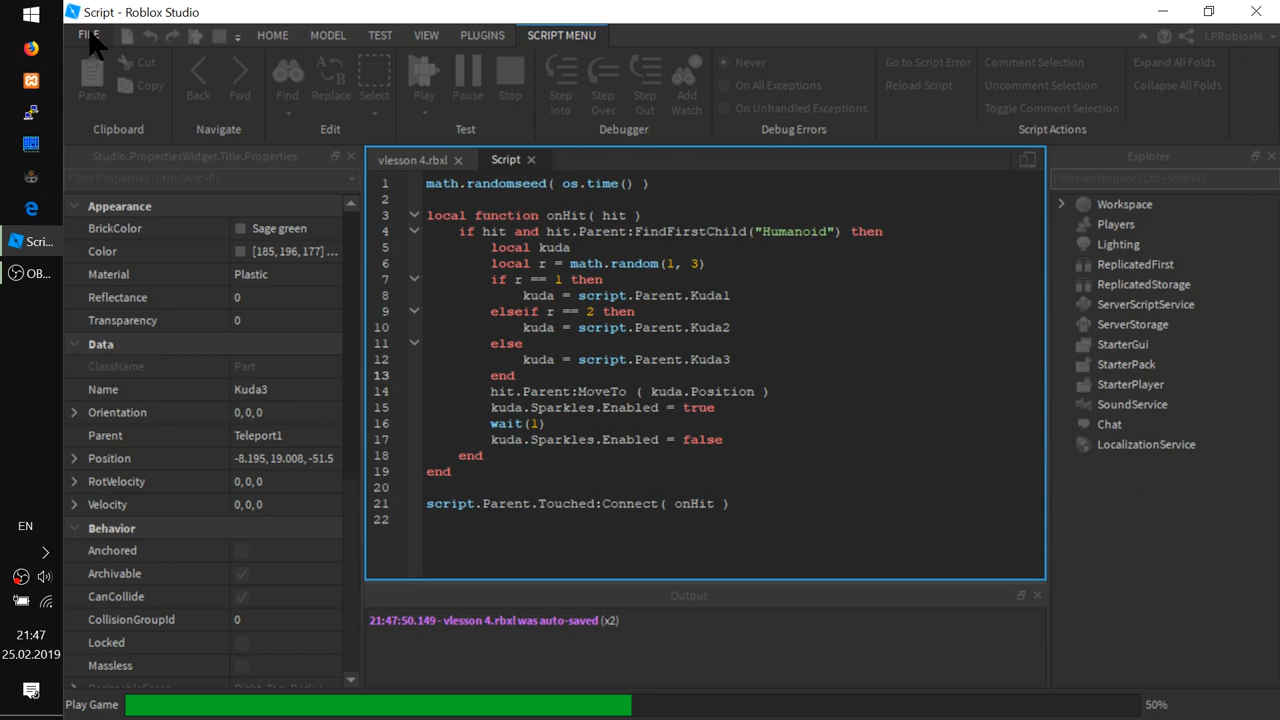 Script - Roblox Studio
FILE HOME MODEL TEST VIEW PLUGINS SCRIPT MENU LPRobloxM
Paste Cut Copy Back Fwd Find Replace Select Play Pause Stop Step Into Step Over Step Out Add Watch
Never
On All Exceptions
On Unhandled Exceptions
Go to Script Error
Reload Script
Comment Selection
Uncomment Selection
Toggle Comment Selection
Expand All Folds
Collapse All Folds
Clipboard Navigate Edit Test Debugger Debug Errors Script Actions
Scri...
OB...
EN
21:47
25.02.2019
Studio.PropertiesWidget.Title.Properties
Filter Properties (Ctrl+Shift+P)
Appearance
BrickColor Sage green
Color [185,196,177] ...
Material Plastic
Reflectance 0
Transparency 0
Data
ClassName Part
Name Kuda3
Orientation 0,0,0
Parent Teleport1
Position -8.195, 19.008, -51.5
RotVelocity 0,0,0
Velocity 0,0,0
Behavior
Anchored
Archivable
CanCollide
CollisionGroupId 0
Locked
Massless
vlesson 4.rbxl Script
1 math.randomseed( os.time() )
2
3 local function onHit( hit )
4 if hit and hit.Parent:FindFirstChild("Humanoid") then
5 local kuda
6 local r = math.random(1, 3)
7 if r == 1 then
8 kuda = script.Parent.Kuda1
9 elseif r == 2 then
10 kuda = script.Parent.Kuda2
11 else
12 kuda = script.Parent.Kuda3
13 end
14 hit.Parent:MoveTo ( kuda.Position )
15 kuda.Sparkles.Enabled = true
16 wait(1)
17 kuda.Sparkles.Enabled = false
18 end
19 end
20
21 script.Parent.Touched:Connect( onHit )
22
Output
21:47:50.149 - vlesson 4.rbxl was auto-saved (x2)
Explorer
Filter workspace (Ctrl+Shift+X)
Workspace
Players
Lighting
ReplicatedFirst
ReplicatedStorage
ServerScriptService
ServerStorage
StarterGui
StarterPack
StarterPlayer
SoundService
Chat
LocalizationService
Play Game 50%